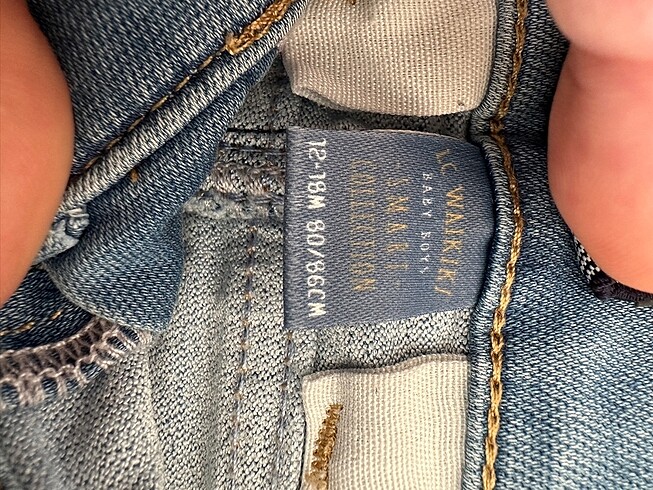 LC WAIKIKI
BABY BOYS
SMART
COLLECTION
12-18M 80/86CM